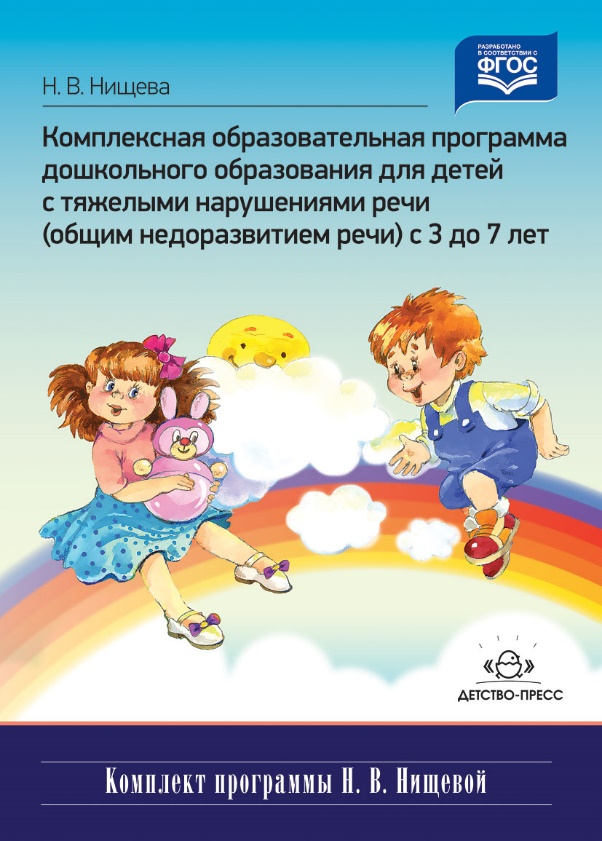 РАЗРАБОТАНО
В СООТВЕТСТВИИ С
ФГОС
Н. В. Нищева
Комплексная образовательная программа
дошкольного образования для детей
с тяжелыми нарушениями речи
(общим недоразвитием речи) с 3 до 7 лет
ДЕТСТВО-ПРЕСС
Комплект программы Н. В. Нищевой